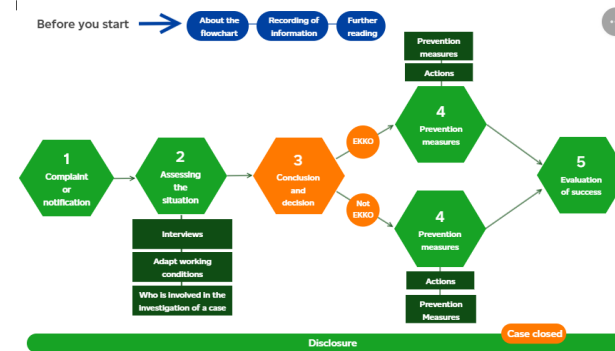 Before you start
About the
flowchart
Recording of
information
Further
reading
Prevention
measures
Actions
4
Prevention
measures
EKKO
1
Complaint
or
notification
2
Assessing
the
situation
3
Conclusion
and
decision
5
Evaluation
of success
Not
EKKO
4
Prevention
measures
Interviews
Adapt working
conditions
Who is involved in the
investigation of a case
Actions
Prevention
Measures
Case closed
Disclosure